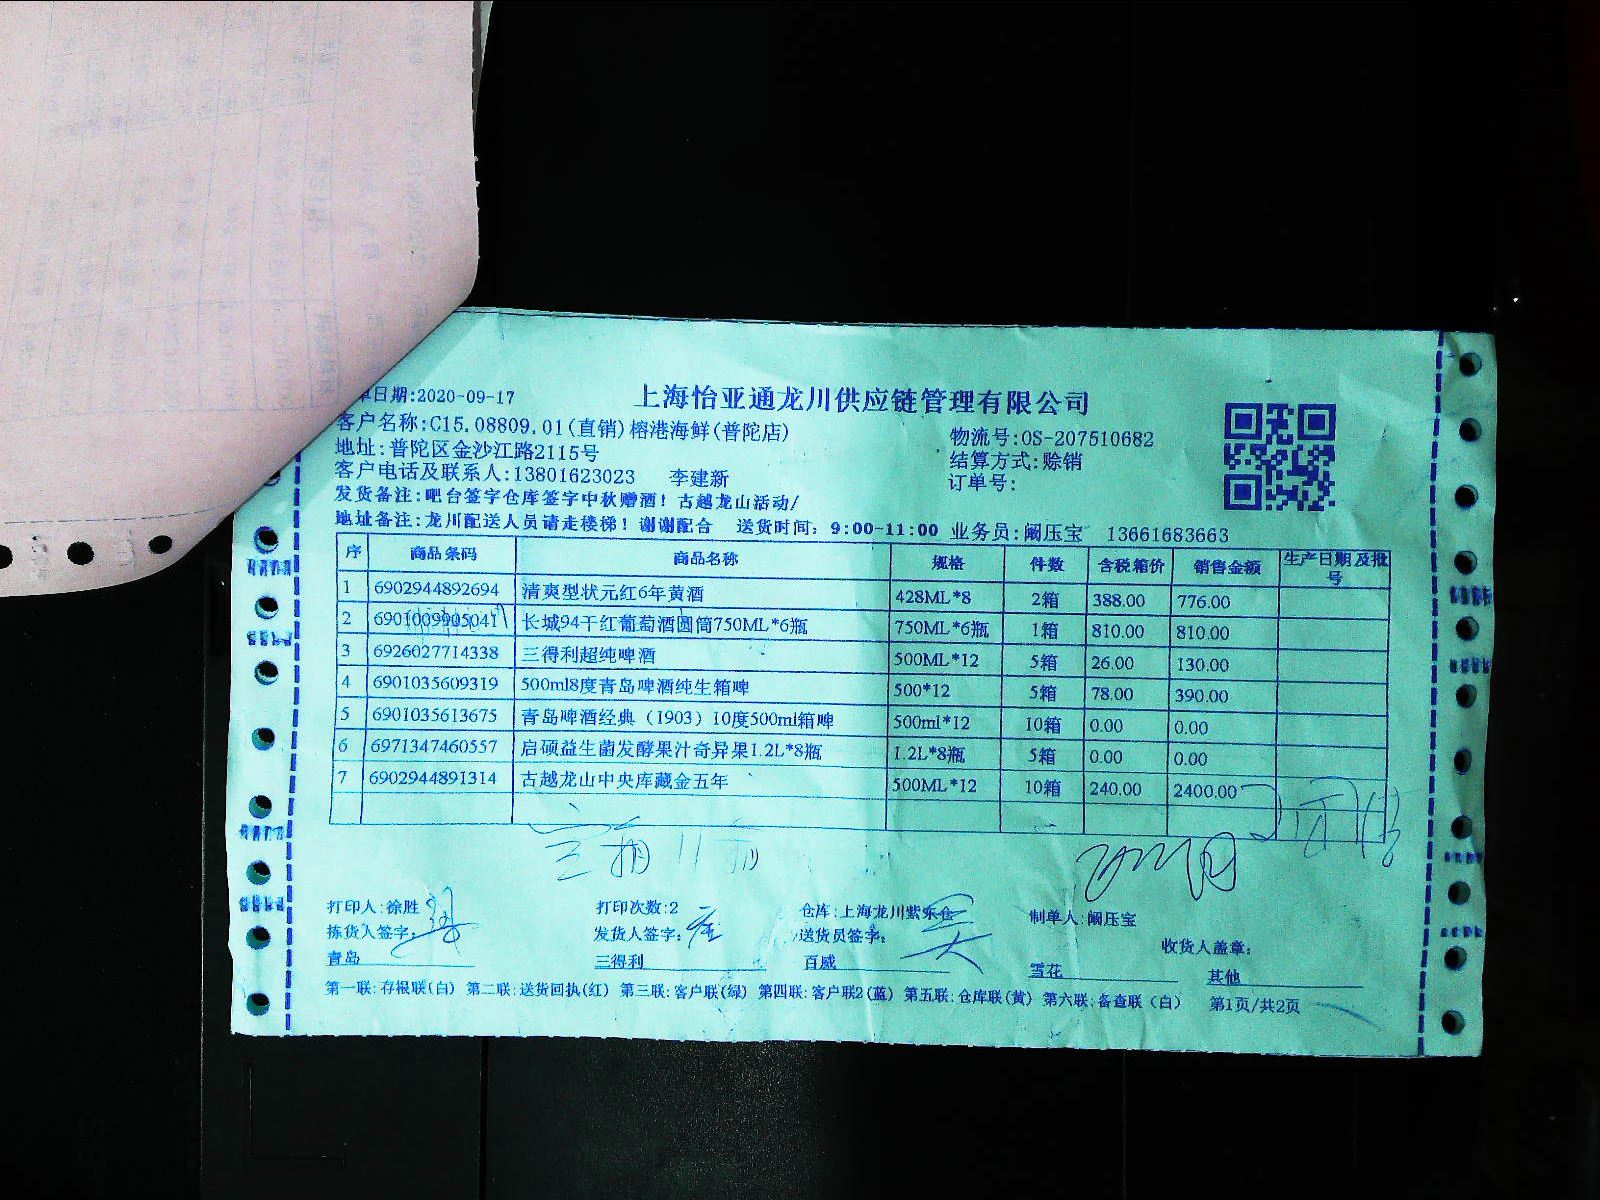 单日期:2020-09-17
上海怡亚通龙川供应链管理有限公司
客户名称:C15.08809.01(直销)榕港海鲜(普陀店)
物流号:OS-207510682
地址:普陀区金沙江路2115号
结算方式:赊销
客户电话及联系人:13801623023 李建新
订单号:
发货备注:吧台签字仓库签字中秋赠酒！古越龙山活动/
地址备注:龙川配送人员请走楼梯！谢谢配合 送货时间：9:00-11:00 业务员:阚压宝 13661683663
序 商品条码 商品名称 规格 件数 含税箱价 销售金额 生产日期及批号
1 6902944892694 清爽型状元红6年黄酒 428ML*8 2箱 388.00 776.00
2 6901009905041 长城94干红葡萄酒圆筒750ML*6瓶 750ML*6瓶 1箱 810.00 810.00
3 6926027714338 三得利超纯啤酒 500ML*12 5箱 26.00 130.00
4 6901035609319 500ml8度青岛啤酒纯生箱啤 500*12 5箱 78.00 390.00
5 6901035613675 青岛啤酒经典（1903）10度500ml箱啤 500ml*12 10箱 0.00 0.00
6 6971347460557 启硕益生菌发酵果汁奇异果1.2L*8瓶 1.2L*8瓶 5箱 0.00 0.00
7 6902944891314 古越龙山中央库藏金五年 500ML*12 10箱 240.00 2400.00
打印人:徐胜 打印次数:2 仓库:上海龙川紫东仓 制单人:阚压宝
拣货人签字: 发货人签字: 送货员签字: 收货人盖章:
青岛 三得利 百威 雪花 其他
第一联:存根联(白) 第二联:送货回执(红) 第三联:客户联(绿) 第四联:客户联2(蓝) 第五联:仓库联(黄) 第六联:备查联（白） 第1页/共2页